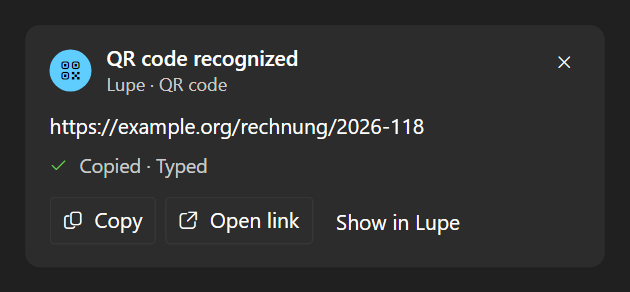 QR code recognized
Lupe · QR code
https://example.org/rechnung/2026-118
Copied · Typed
Copy
Open link
Show in Lupe